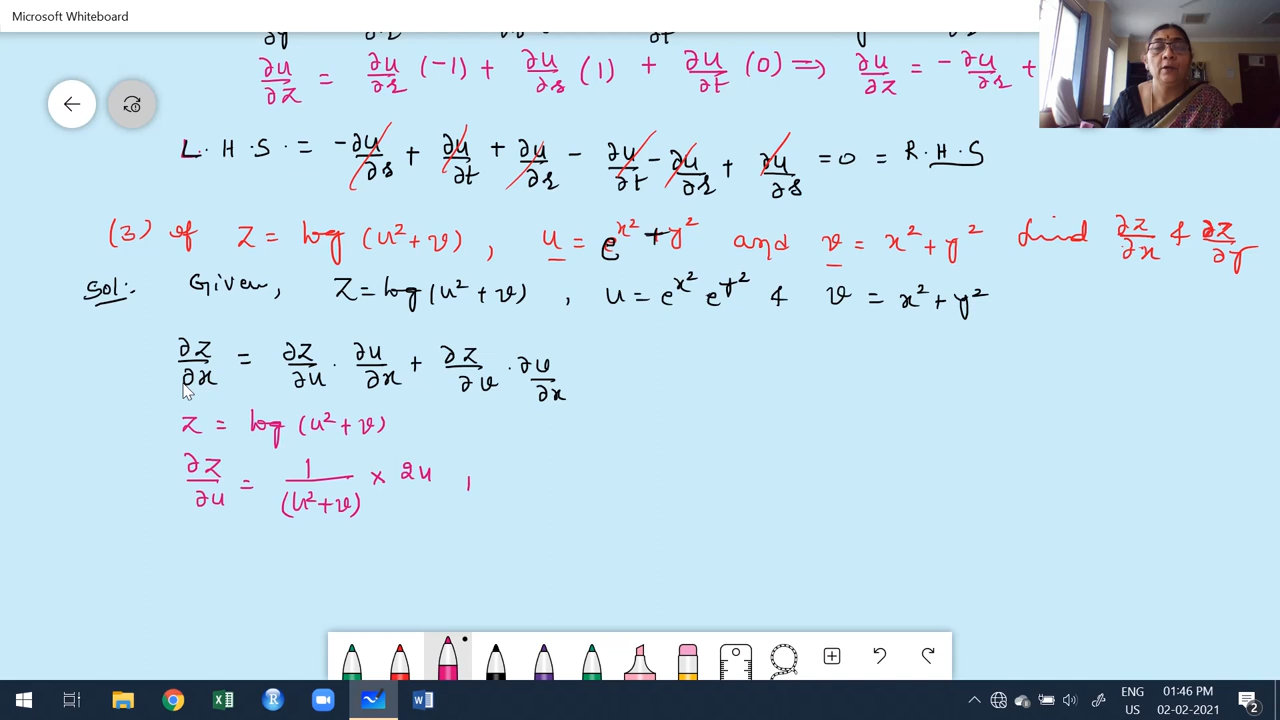 Microsoft Whiteboard
∂u/∂z = ∂u/∂r (-1) + ∂u/∂s (1) + ∂u/∂t (0) ⟹ ∂u/∂z = -∂u/∂r +
L.H.S. = -∂u/∂s + ∂u/∂t + ∂u/∂r - ∂u/∂t - ∂u/∂r + ∂u/∂s = 0 = R.H.S
(3) If z = log (u²+v), u = e^(x²+y²) and v = x²+y² find ∂z/∂x & ∂z/∂y
Sol:- Given, z = log (u²+v), u = e^x² e^y² & v = x²+y²
∂z/∂x = ∂z/∂u . ∂u/∂x + ∂z/∂v . ∂v/∂x
z = log (u²+v)
∂z/∂u = 1/(u²+v) × 2u ,
ENG
US
01:46 PM
02-02-2021
2